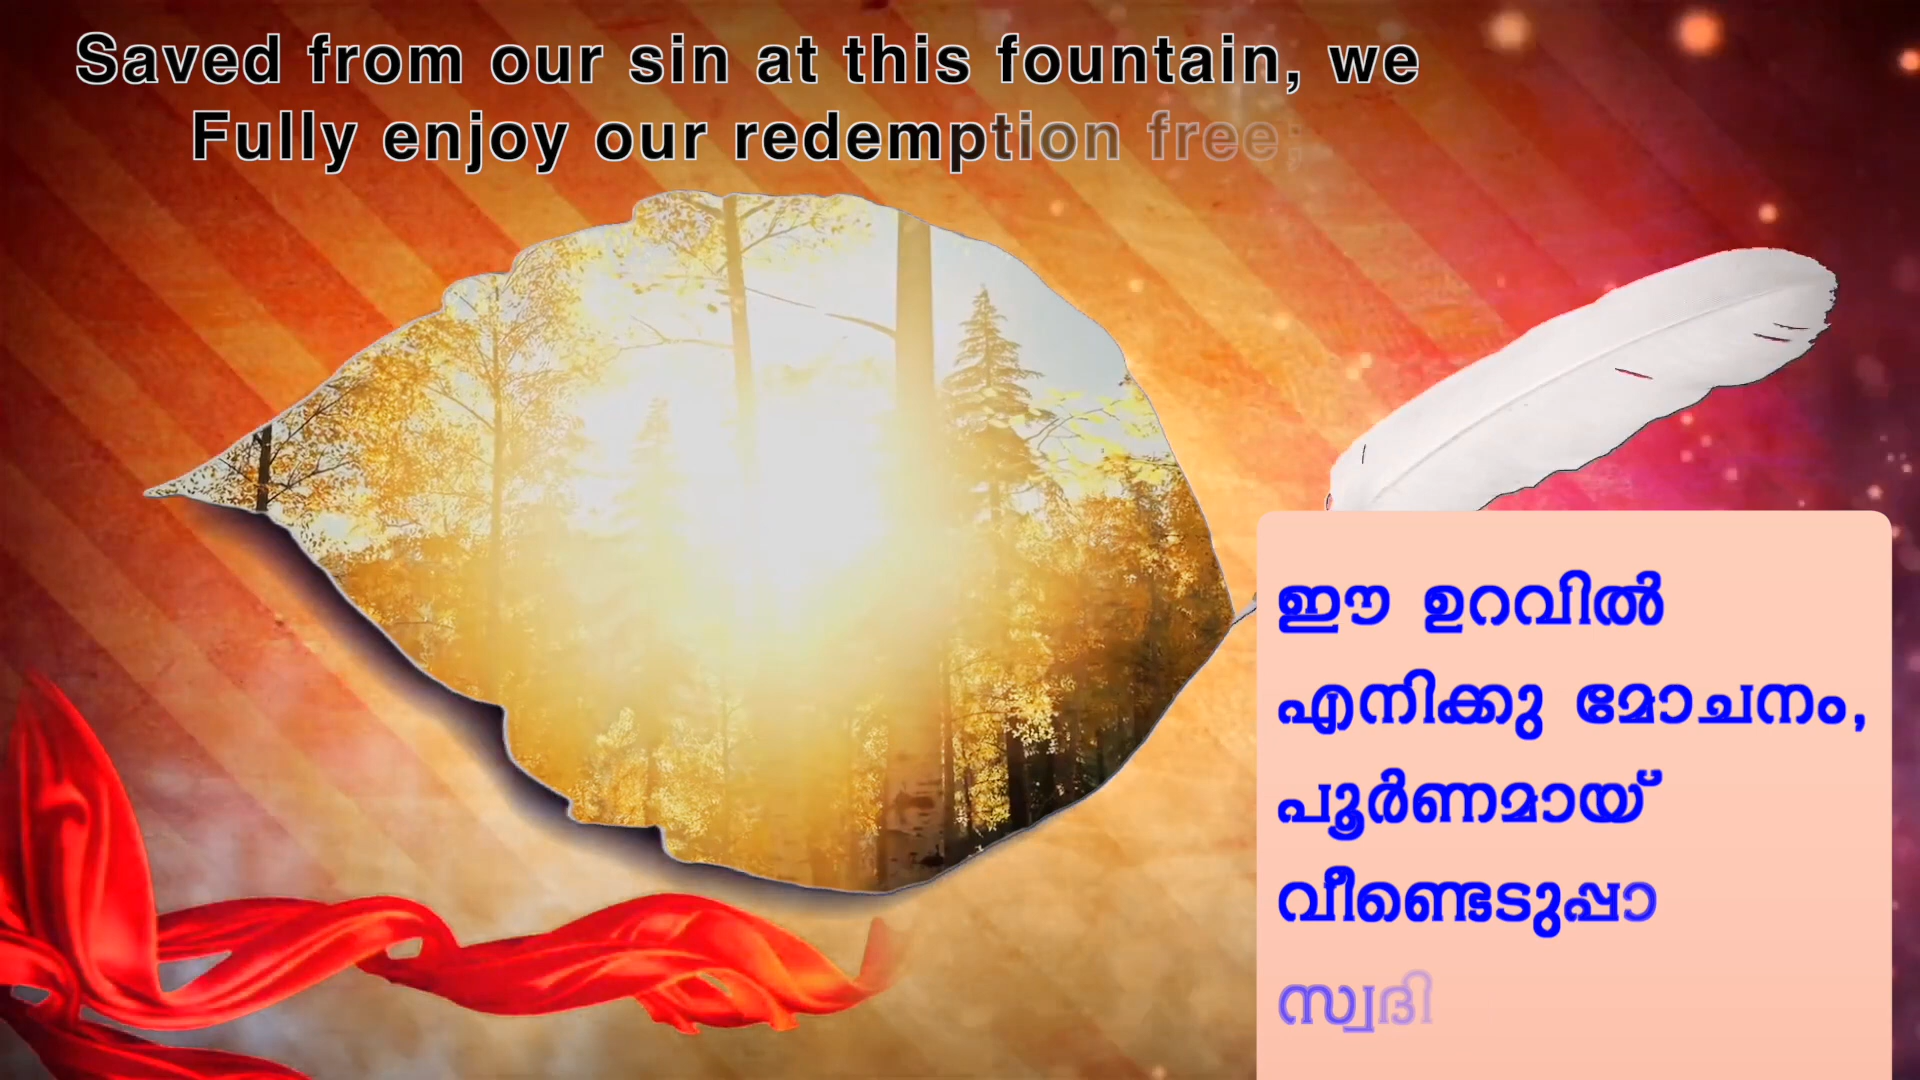 Saved from our sin at this fountain, we
Fully enjoy our redemption free,
ഈ ഉറവിൽ
എനിക്കു മോചനം,
പൂർണമായ്
വീണ്ടെടുപ്പാ
സ്വദി